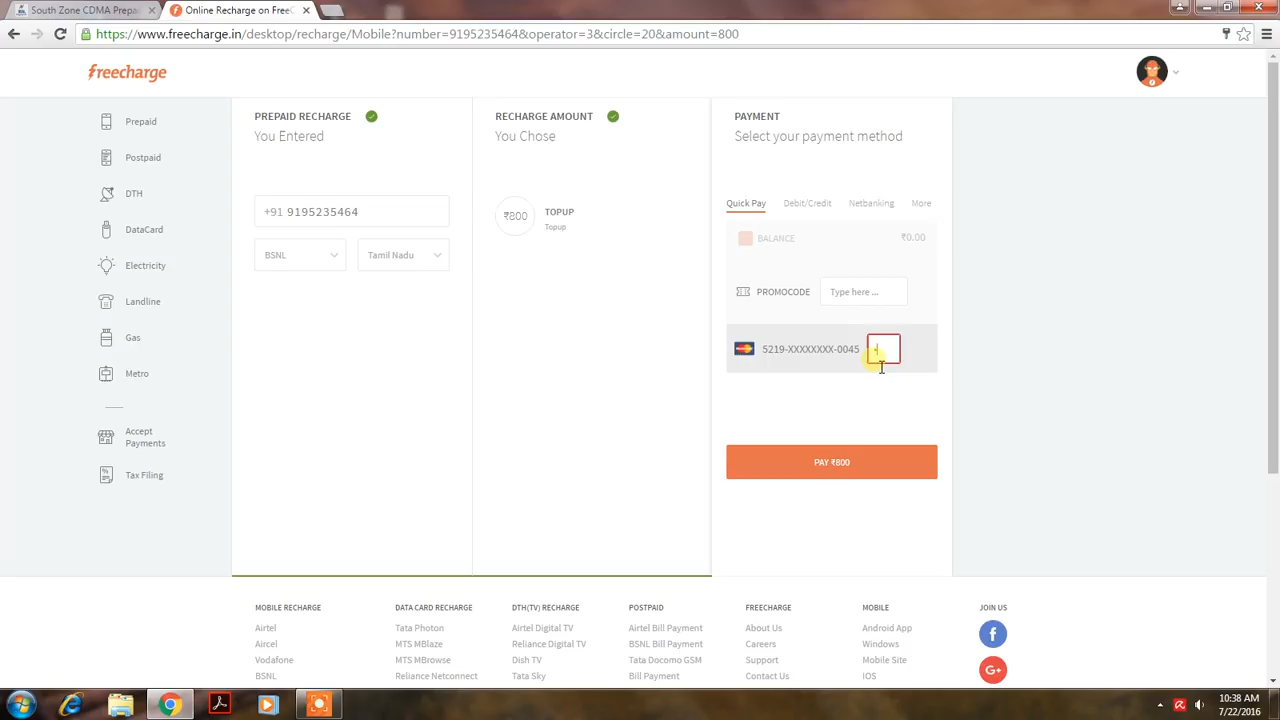 South Zone CDMA Prepa
Online Recharge on FreeC
https://www.freecharge.in/desktop/recharge/Mobile?number=9195235464&operator=3&circle=20&amount=800
freecharge
Prepaid
Postpaid
DTH
DataCard
Electricity
Landline
Gas
Metro
Accept
Payments
Tax Filing
PREPAID RECHARGE
You Entered
+91 9195235464
BSNL
Tamil Nadu
RECHARGE AMOUNT
You Chose
₹800
TOPUP
Topup
PAYMENT
Select your payment method
Quick Pay Debit/Credit Netbanking More
BALANCE ₹0.00
PROMOCODE Type here ...
5219-XXXXXXXX-0045
PAY ₹800
MOBILE RECHARGE
Airtel
Aircel
Vodafone
BSNL
DATA CARD RECHARGE
Tata Photon
MTS MBlaze
MTS MBrowse
Reliance Netconnect
DTH(TV) RECHARGE
Airtel Digital TV
Reliance Digital TV
Dish TV
Tata Sky
POSTPAID
Airtel Bill Payment
BSNL Bill Payment
Tata Docomo GSM
Bill Payment
FREECHARGE
About Us
Careers
Support
Contact Us
MOBILE
Android App
Windows
Mobile Site
IOS
JOIN US
f
G+
10:38 AM
7/22/2016